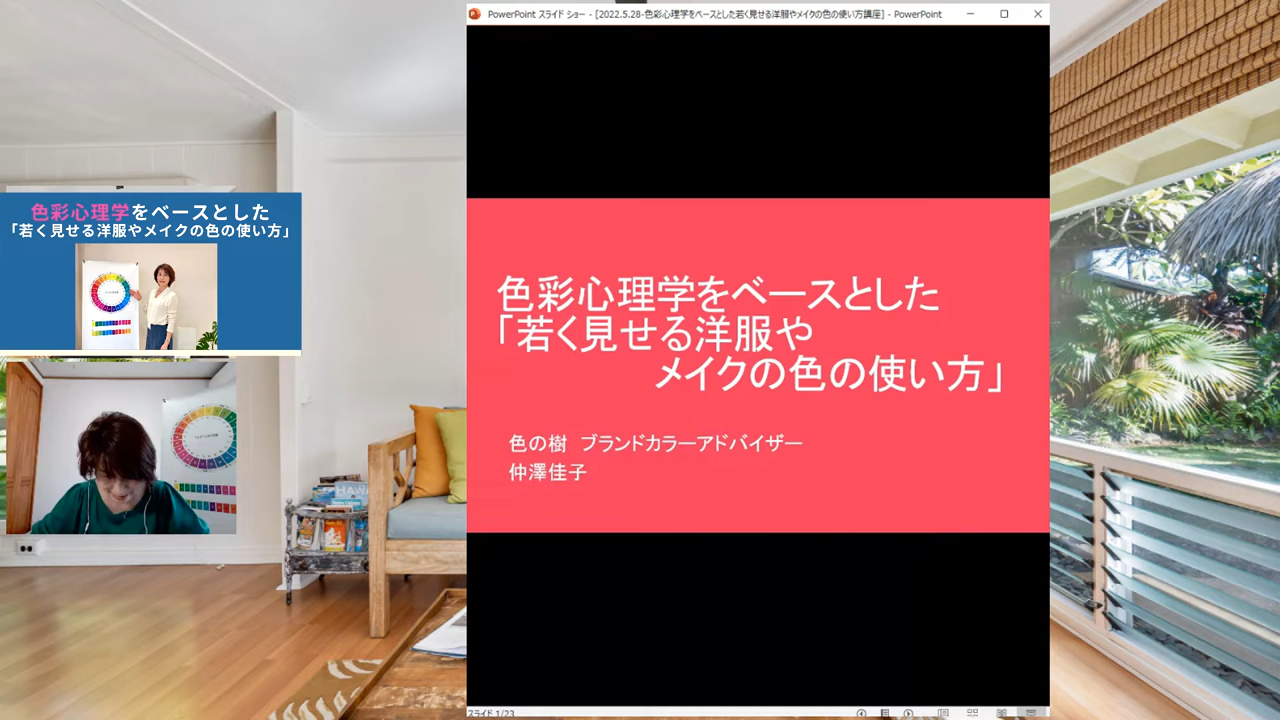 PowerPoint スライド ショー - [2022.5.28-色彩心理学をベースとした若く見せる洋服やメイクの色の使い方講座] - PowerPoint
色彩心理学をベースとした
「若く見せる洋服やメイクの色の使い方」
色彩心理学をベースとした
「若く見せる洋服や
メイクの色の使い方」
色の樹 ブランドカラーアドバイザー
仲澤佳子
スライド 1/23